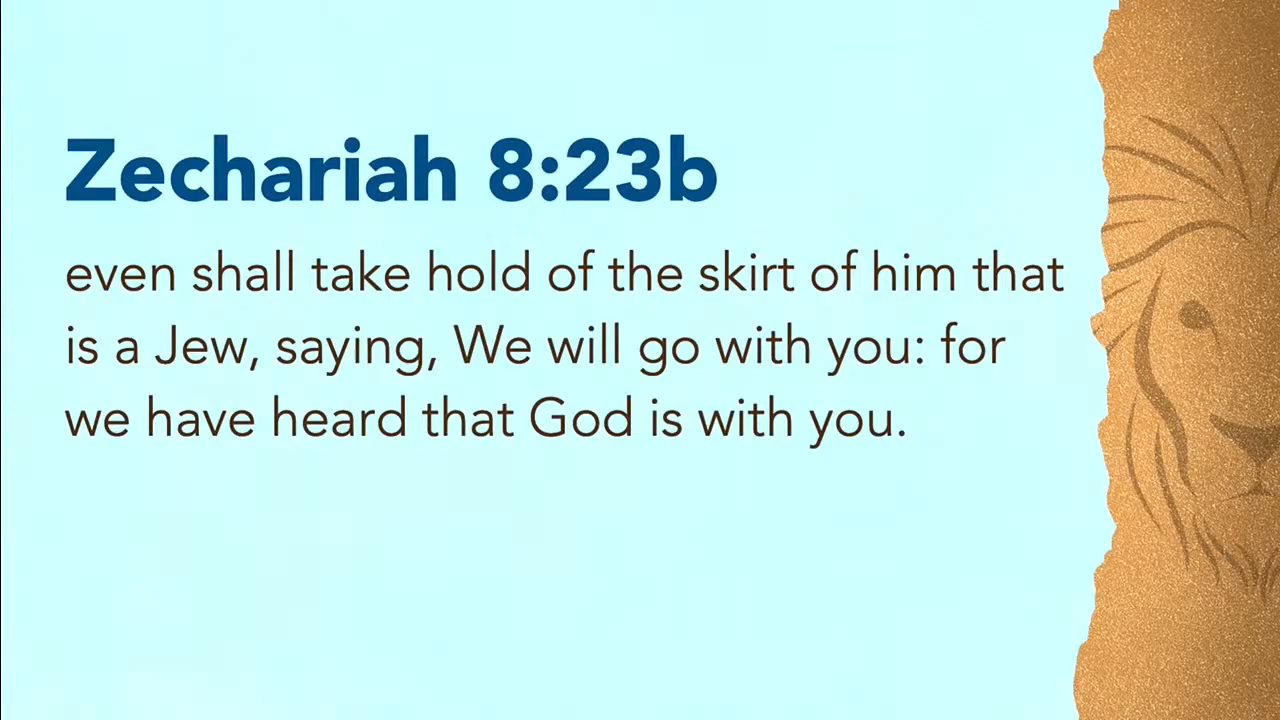 Zechariah 8:23b
even shall take hold of the skirt of him that
is a Jew, saying, We will go with you: for
we have heard that God is with you.